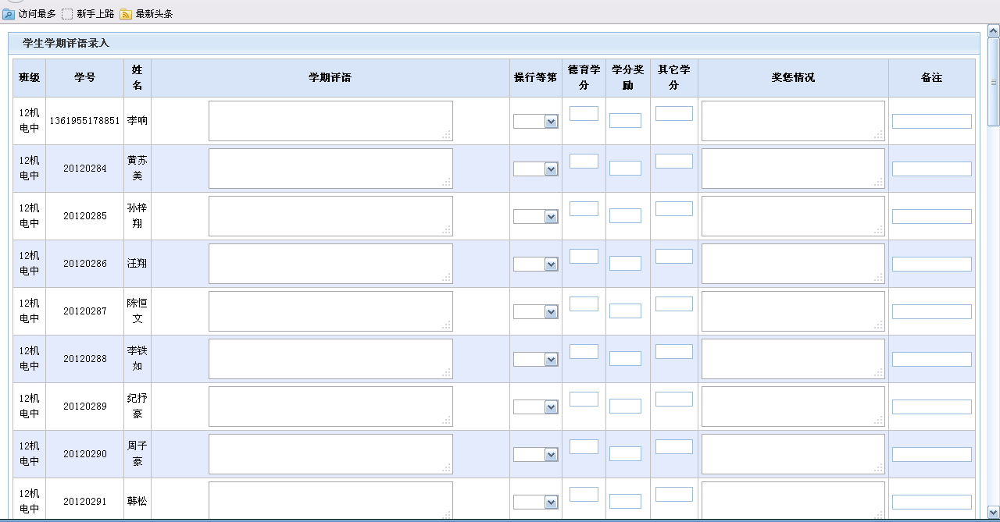 访问最多 新手上路 最新头条
学生学期评语录入
班级 学号 姓名 学期评语 操行等第 德育学分 学分奖励 其它学分 奖惩情况 备注
12机电中 1361955178851 李响
12机电中 20120284 黄苏美
12机电中 20120285 孙梓翔
12机电中 20120286 汪翔
12机电中 20120287 陈恒文
12机电中 20120288 李铁如
12机电中 20120289 纪抒豪
12机电中 20120290 周子豪
12机电中 20120291 韩松